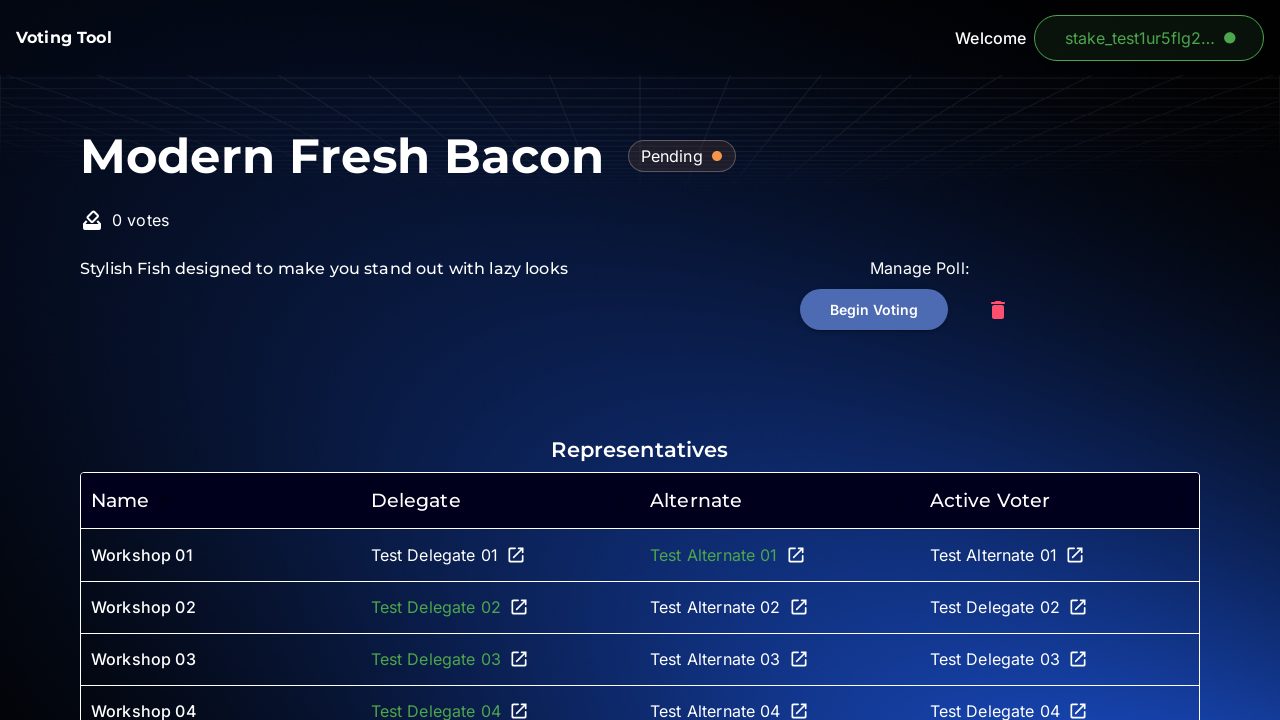 Voting Tool
Welcome
stake_test1ur5flg2...
Modern Fresh Bacon
Pending
0 votes
Stylish Fish designed to make you stand out with lazy looks
Manage Poll:
Begin Voting
Representatives
Name Delegate Alternate Active Voter
Workshop 01 Test Delegate 01 Test Alternate 01 Test Alternate 01
Workshop 02 Test Delegate 02 Test Alternate 02 Test Delegate 02
Workshop 03 Test Delegate 03 Test Alternate 03 Test Delegate 03
Workshop 04 Test Delegate 04 Test Alternate 04 Test Delegate 04